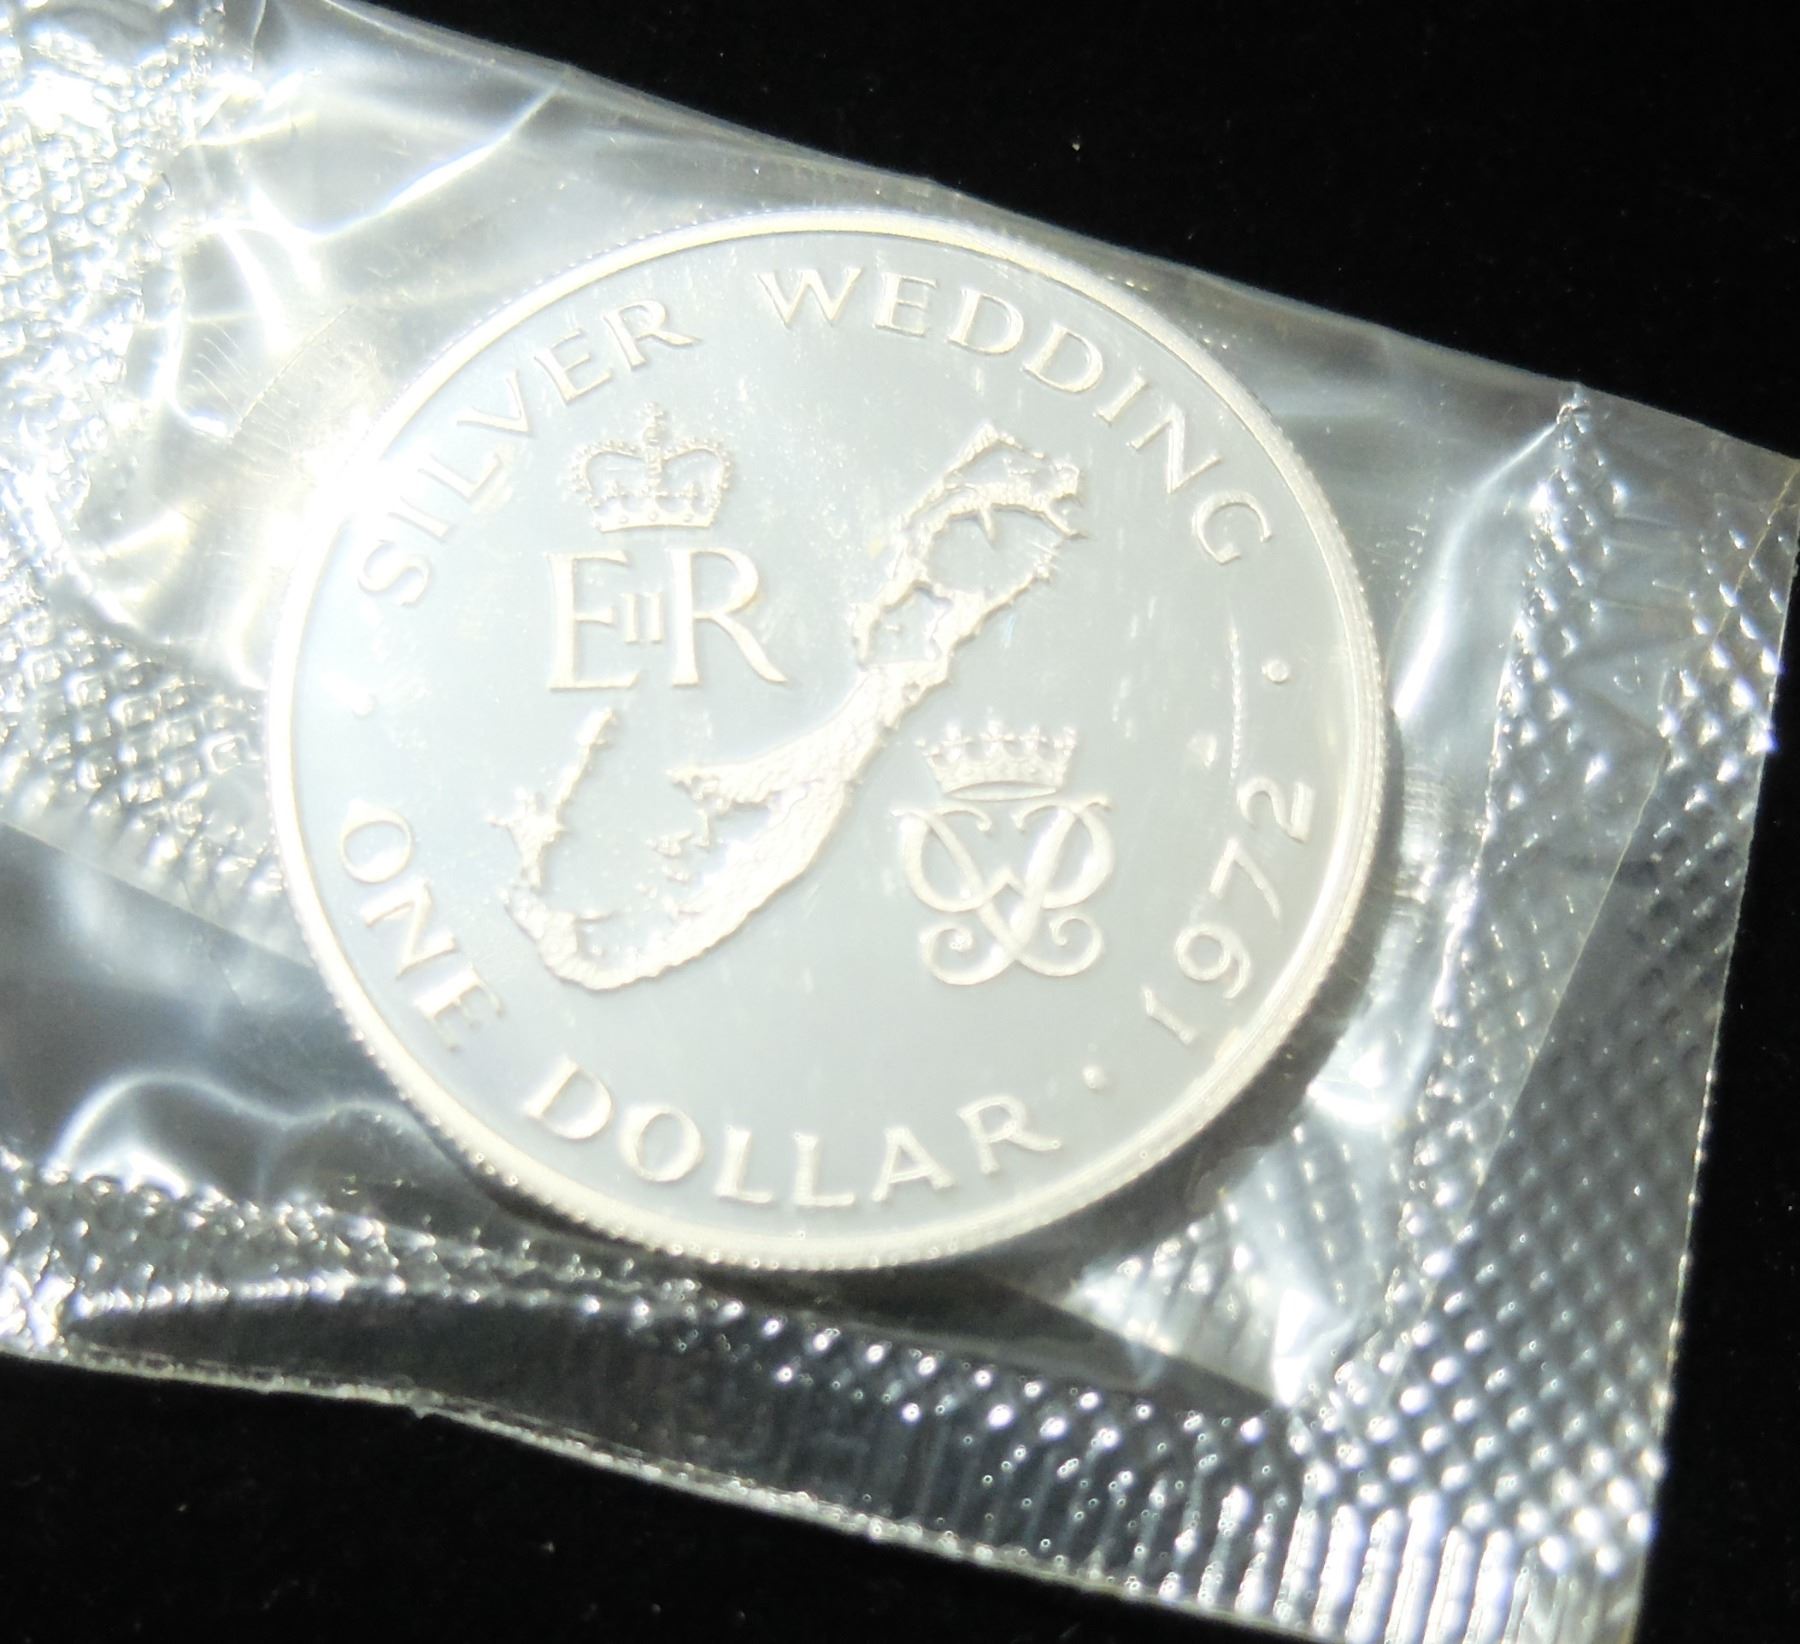 SILVER WEDDING
EIIR
ONE DOLLAR · 1972